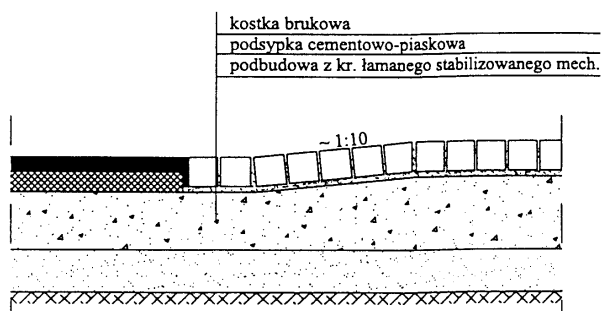 kostka brukowa
podsypka cementowo-piaskowa
podbudowa z kr. łamanego stabilizowanego mech.
~ 1:10